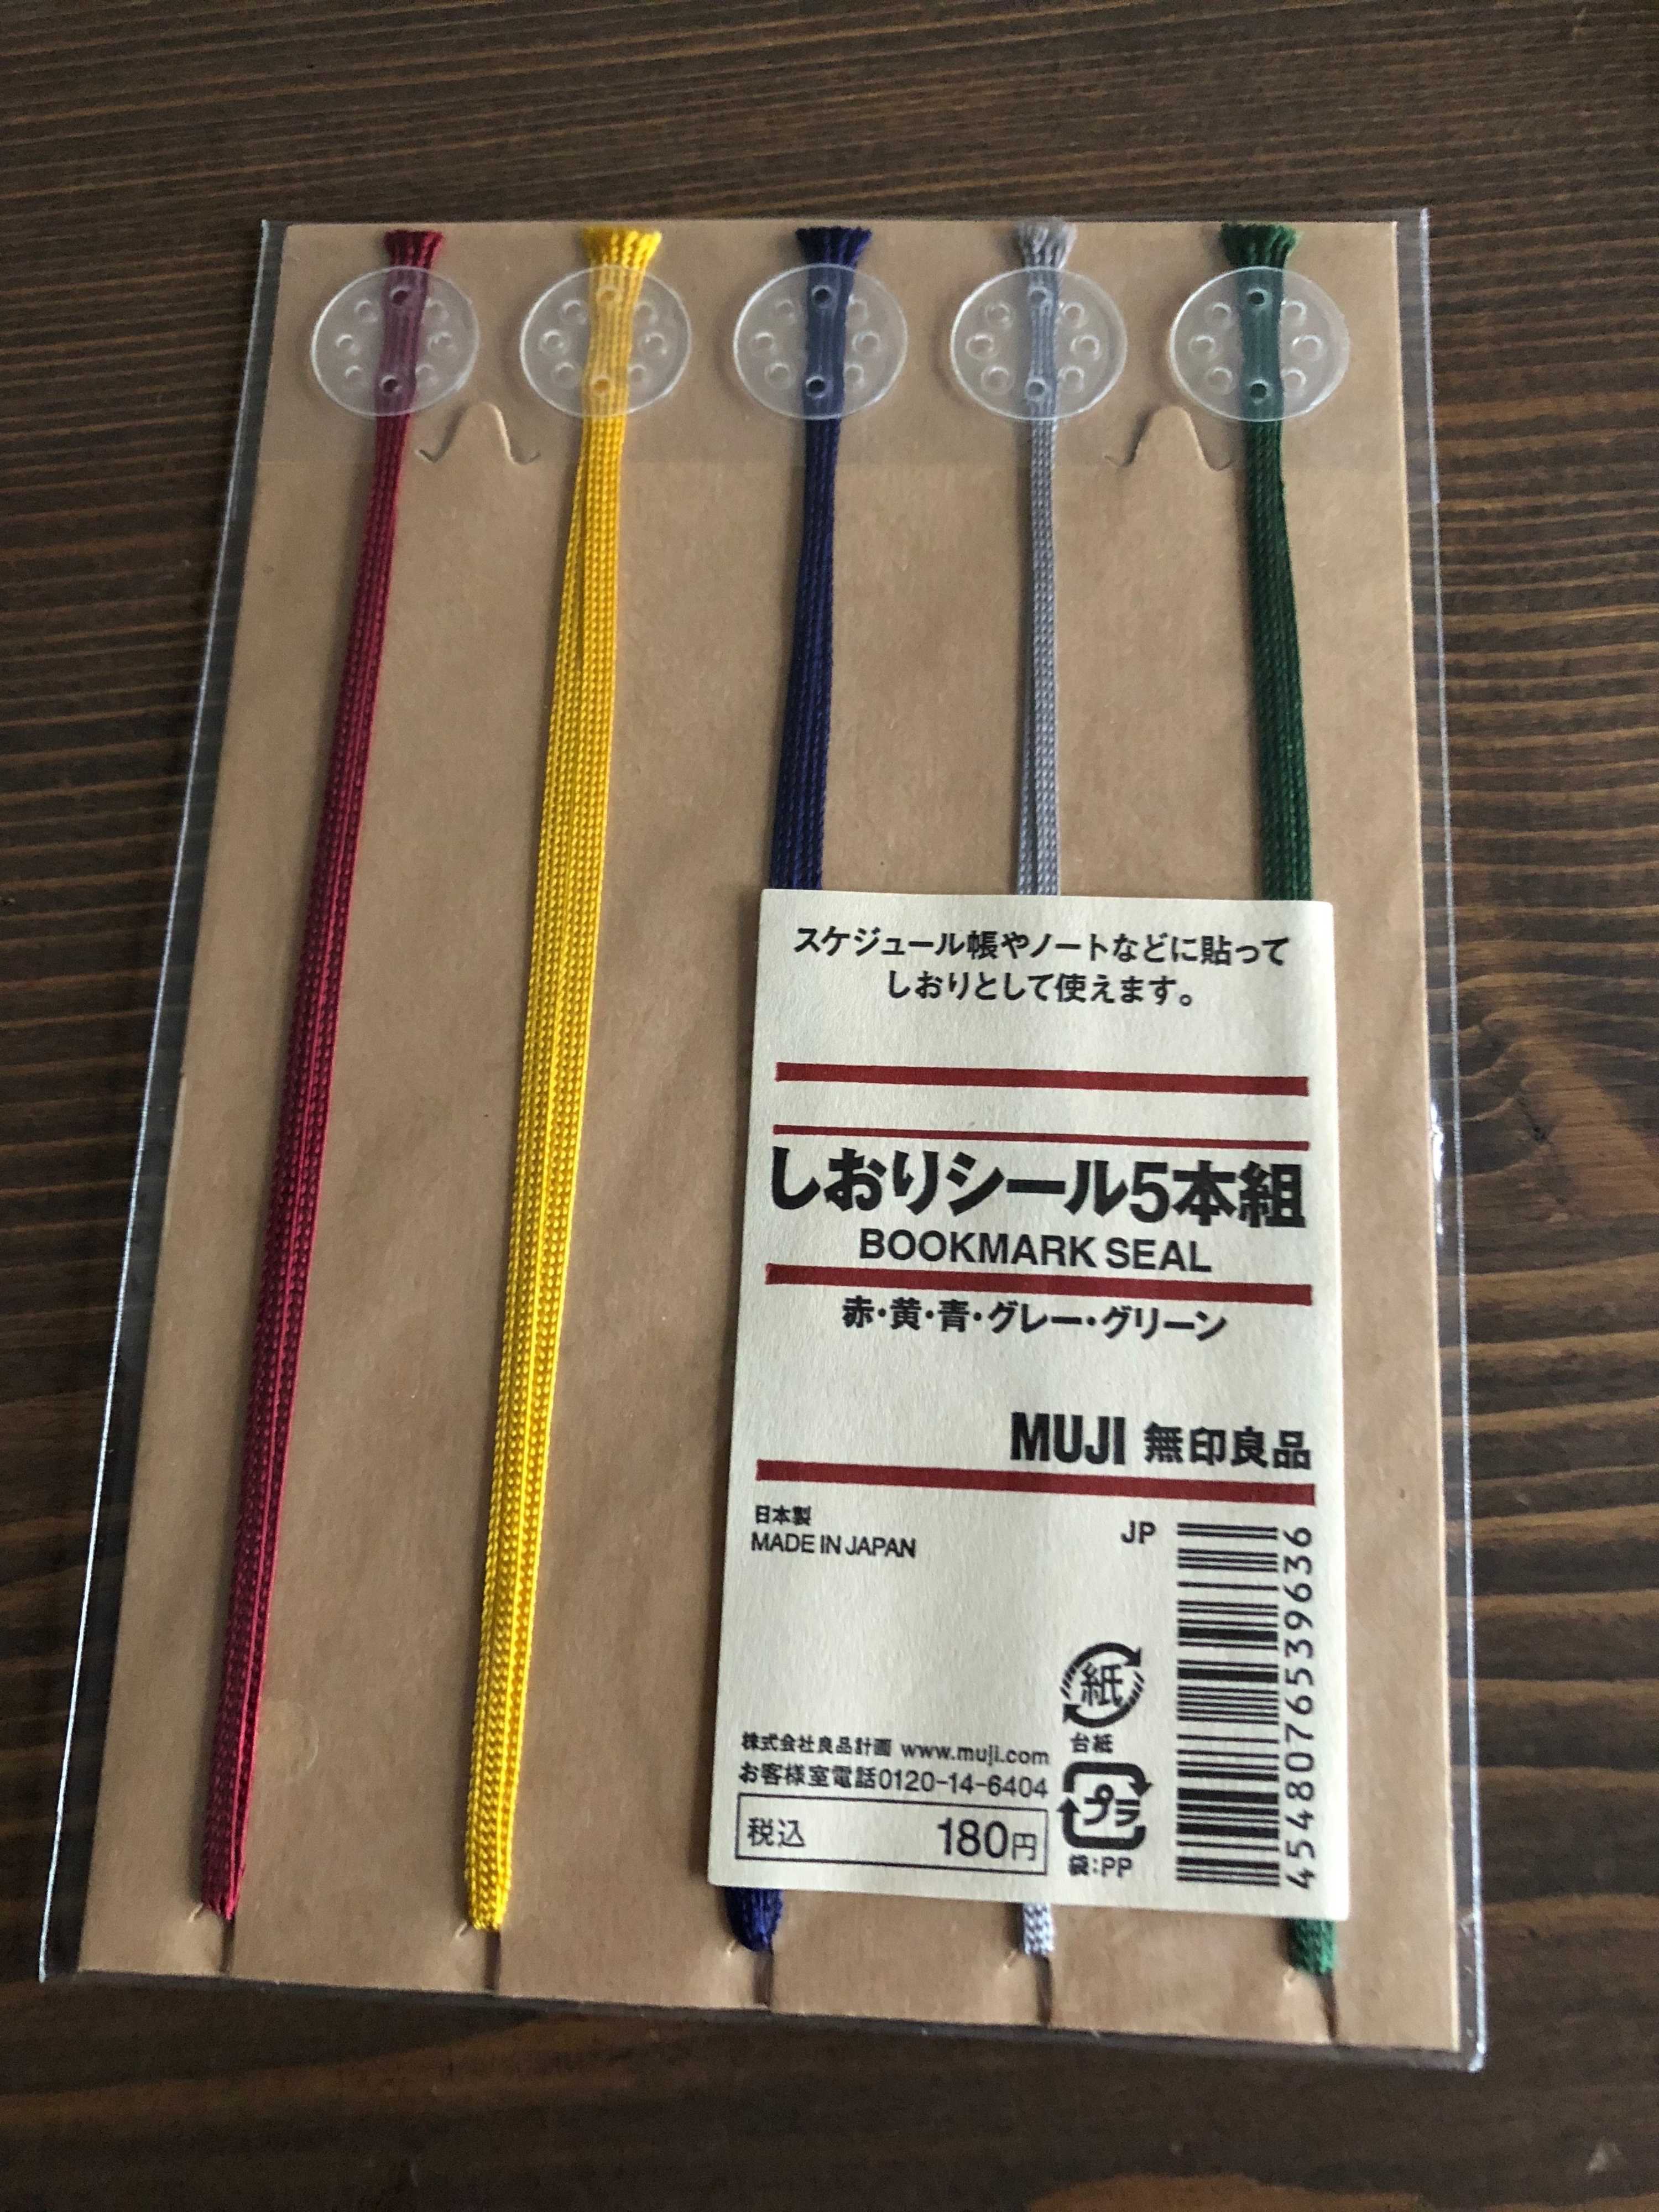 スケジュール帳やノートなどに貼って
しおりとして使えます。
しおりシール5本組
BOOKMARK SEAL
赤・黄・青・グレー・グリーン
MUJI 無印良品
日本製
MADE IN JAPAN
JP
4548076539636
紙
台紙
株式会社良品計画 www.muji.com
お客様室電話0120-14-6404
税込 180円
プラ
袋:PP